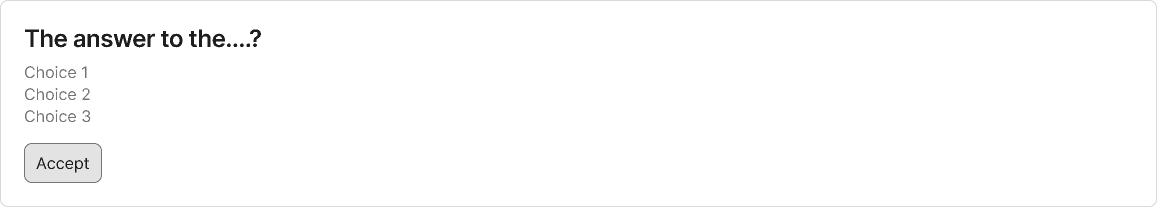 The answer to the....?
Choice 1
Choice 2
Choice 3
Accept